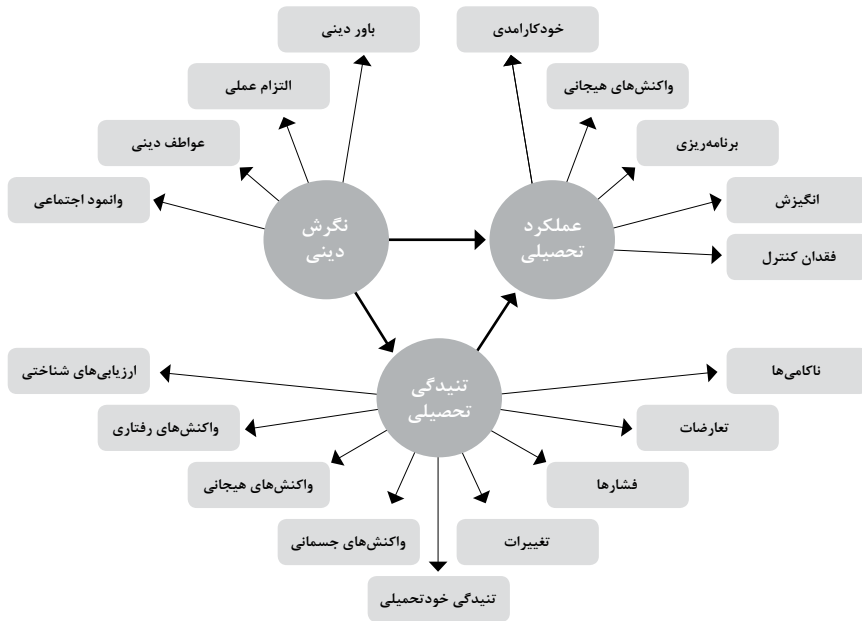 خودکارامدی
باور دینی
واکنش‌های هیجانی
التزام عملی
برنامه‌ریزی
عواطف دینی
انگیزش
وانمود اجتماعی
عملکرد
تحصیلی
نگرش
دینی
فقدان کنترل
ناکامی‌ها
ارزیابی‌های شناختی
تنیدگی
تحصیلی
تعارضات
واکنش‌های رفتاری
فشارها
واکنش‌های هیجانی
تغییرات
واکنش‌های جسمانی
تنیدگی خودتحمیلی